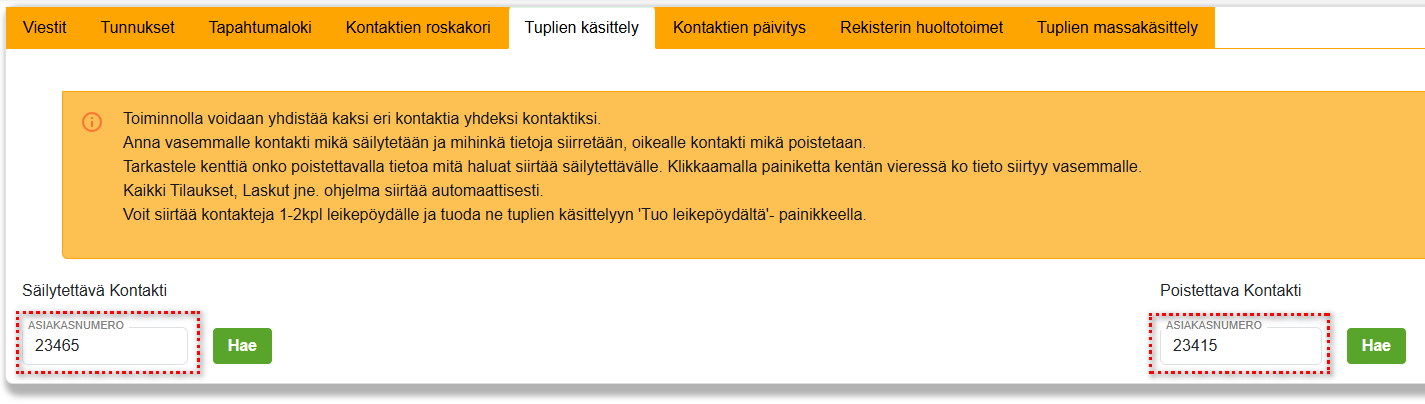 Viestit Tunnukset Tapahtumaloki Kontaktien roskakori Tuplien käsittely Kontaktien päivitys Rekisterin huoltotoimet Tuplien massakäsittely
Toiminnolla voidaan yhdistää kaksi eri kontaktia yhdeksi kontaktiksi.
Anna vasemmalle kontakti mikä säilytetään ja mihinkä tietoja siirretään, oikealle kontakti mikä poistetaan.
Tarkastele kenttiä onko poistettavalla tietoa mitä haluat siirtää säilytettävälle. Klikkaamalla painiketta kentän vieressä ko tieto siirtyy vasemmalle.
Kaikki Tilaukset, Laskut jne. ohjelma siirtää automaattisesti.
Voit siirtää kontakteja 1-2kpl leikepöydälle ja tuoda ne tuplien käsittelyyn 'Tuo leikepöydältä'- painikkeella.
Säilytettävä Kontakti Poistettava Kontakti
ASIAKASNUMERO ASIAKASNUMERO
23465 Hae 23415 Hae